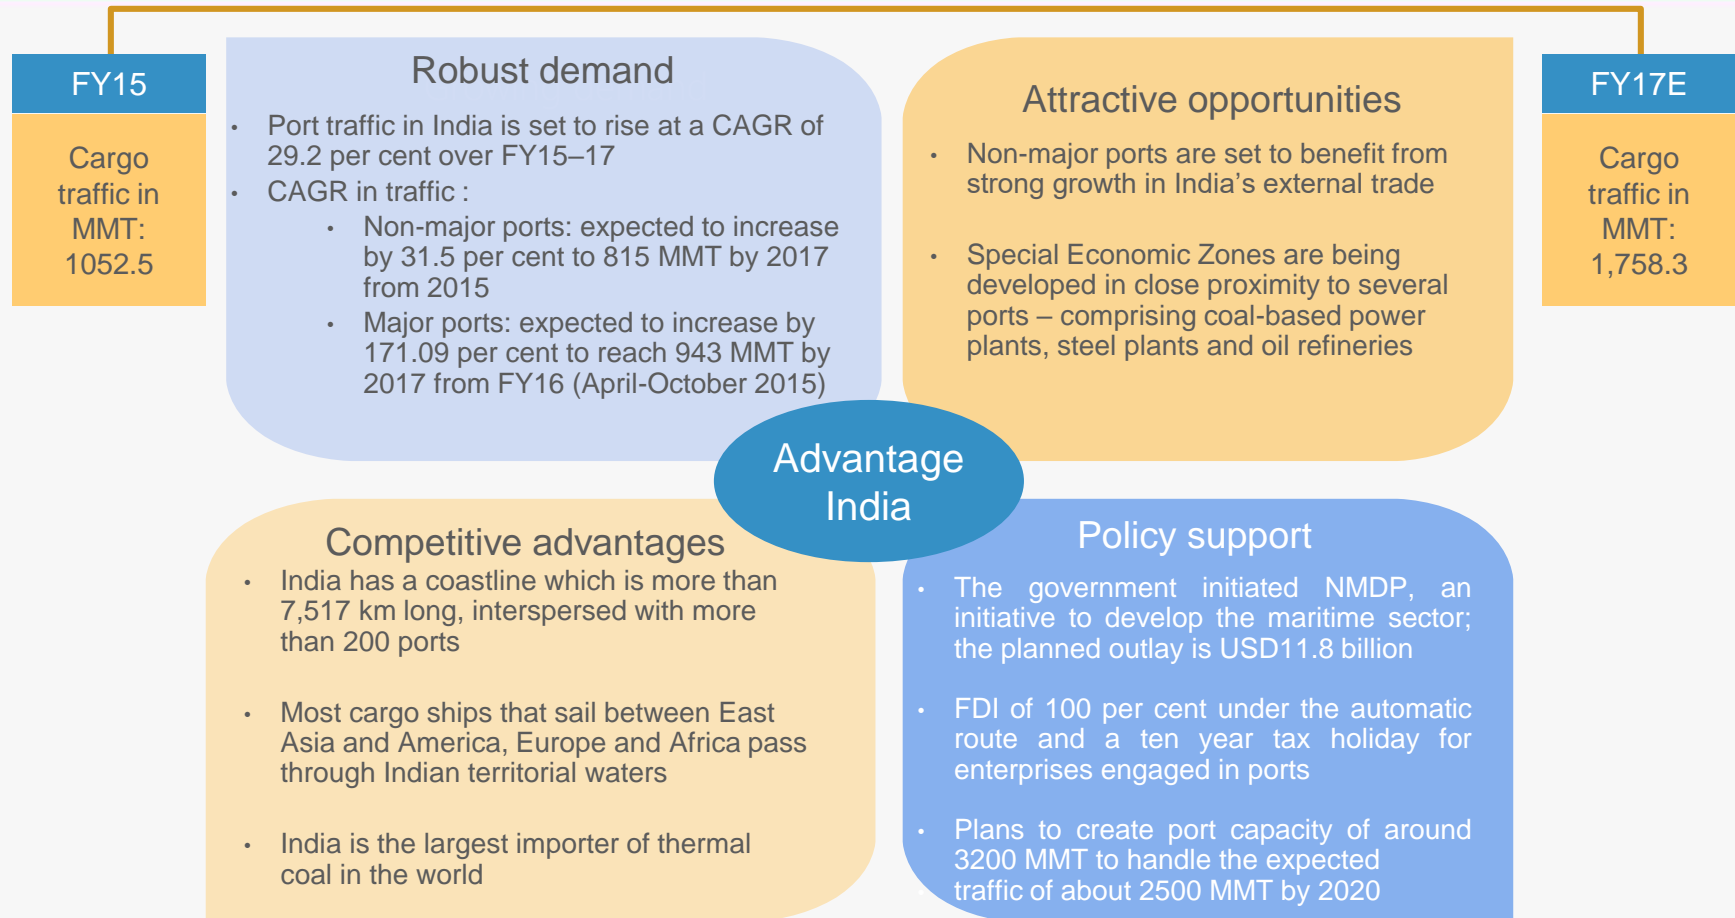 FY15
Cargo
traffic in
MMT:
1052.5
Robust demand
• Port traffic in India is set to rise at a CAGR of
29.2 per cent over FY15–17
• CAGR in traffic :
• Non-major ports: expected to increase
by 31.5 per cent to 815 MMT by 2017
from 2015
• Major ports: expected to increase by
171.09 per cent to reach 943 MMT by
2017 from FY16 (April-October 2015)
Attractive opportunities
• Non-major ports are set to benefit from
strong growth in India’s external trade
• Special Economic Zones are being
developed in close proximity to several
ports – comprising coal-based power
plants, steel plants and oil refineries
FY17E
Cargo
traffic in
MMT:
1,758.3
Advantage
India
Competitive advantages
• India has a coastline which is more than
7,517 km long, interspersed with more
than 200 ports
• Most cargo ships that sail between East
Asia and America, Europe and Africa pass
through Indian territorial waters
• India is the largest importer of thermal
coal in the world
Policy support
• The government initiated NMDP, an
initiative to develop the maritime sector;
the planned outlay is USD11.8 billion
• FDI of 100 per cent under the automatic
route and a ten year tax holiday for
enterprises engaged in ports
• Plans to create port capacity of around
3200 MMT to handle the expected
• traffic of about 2500 MMT by 2020